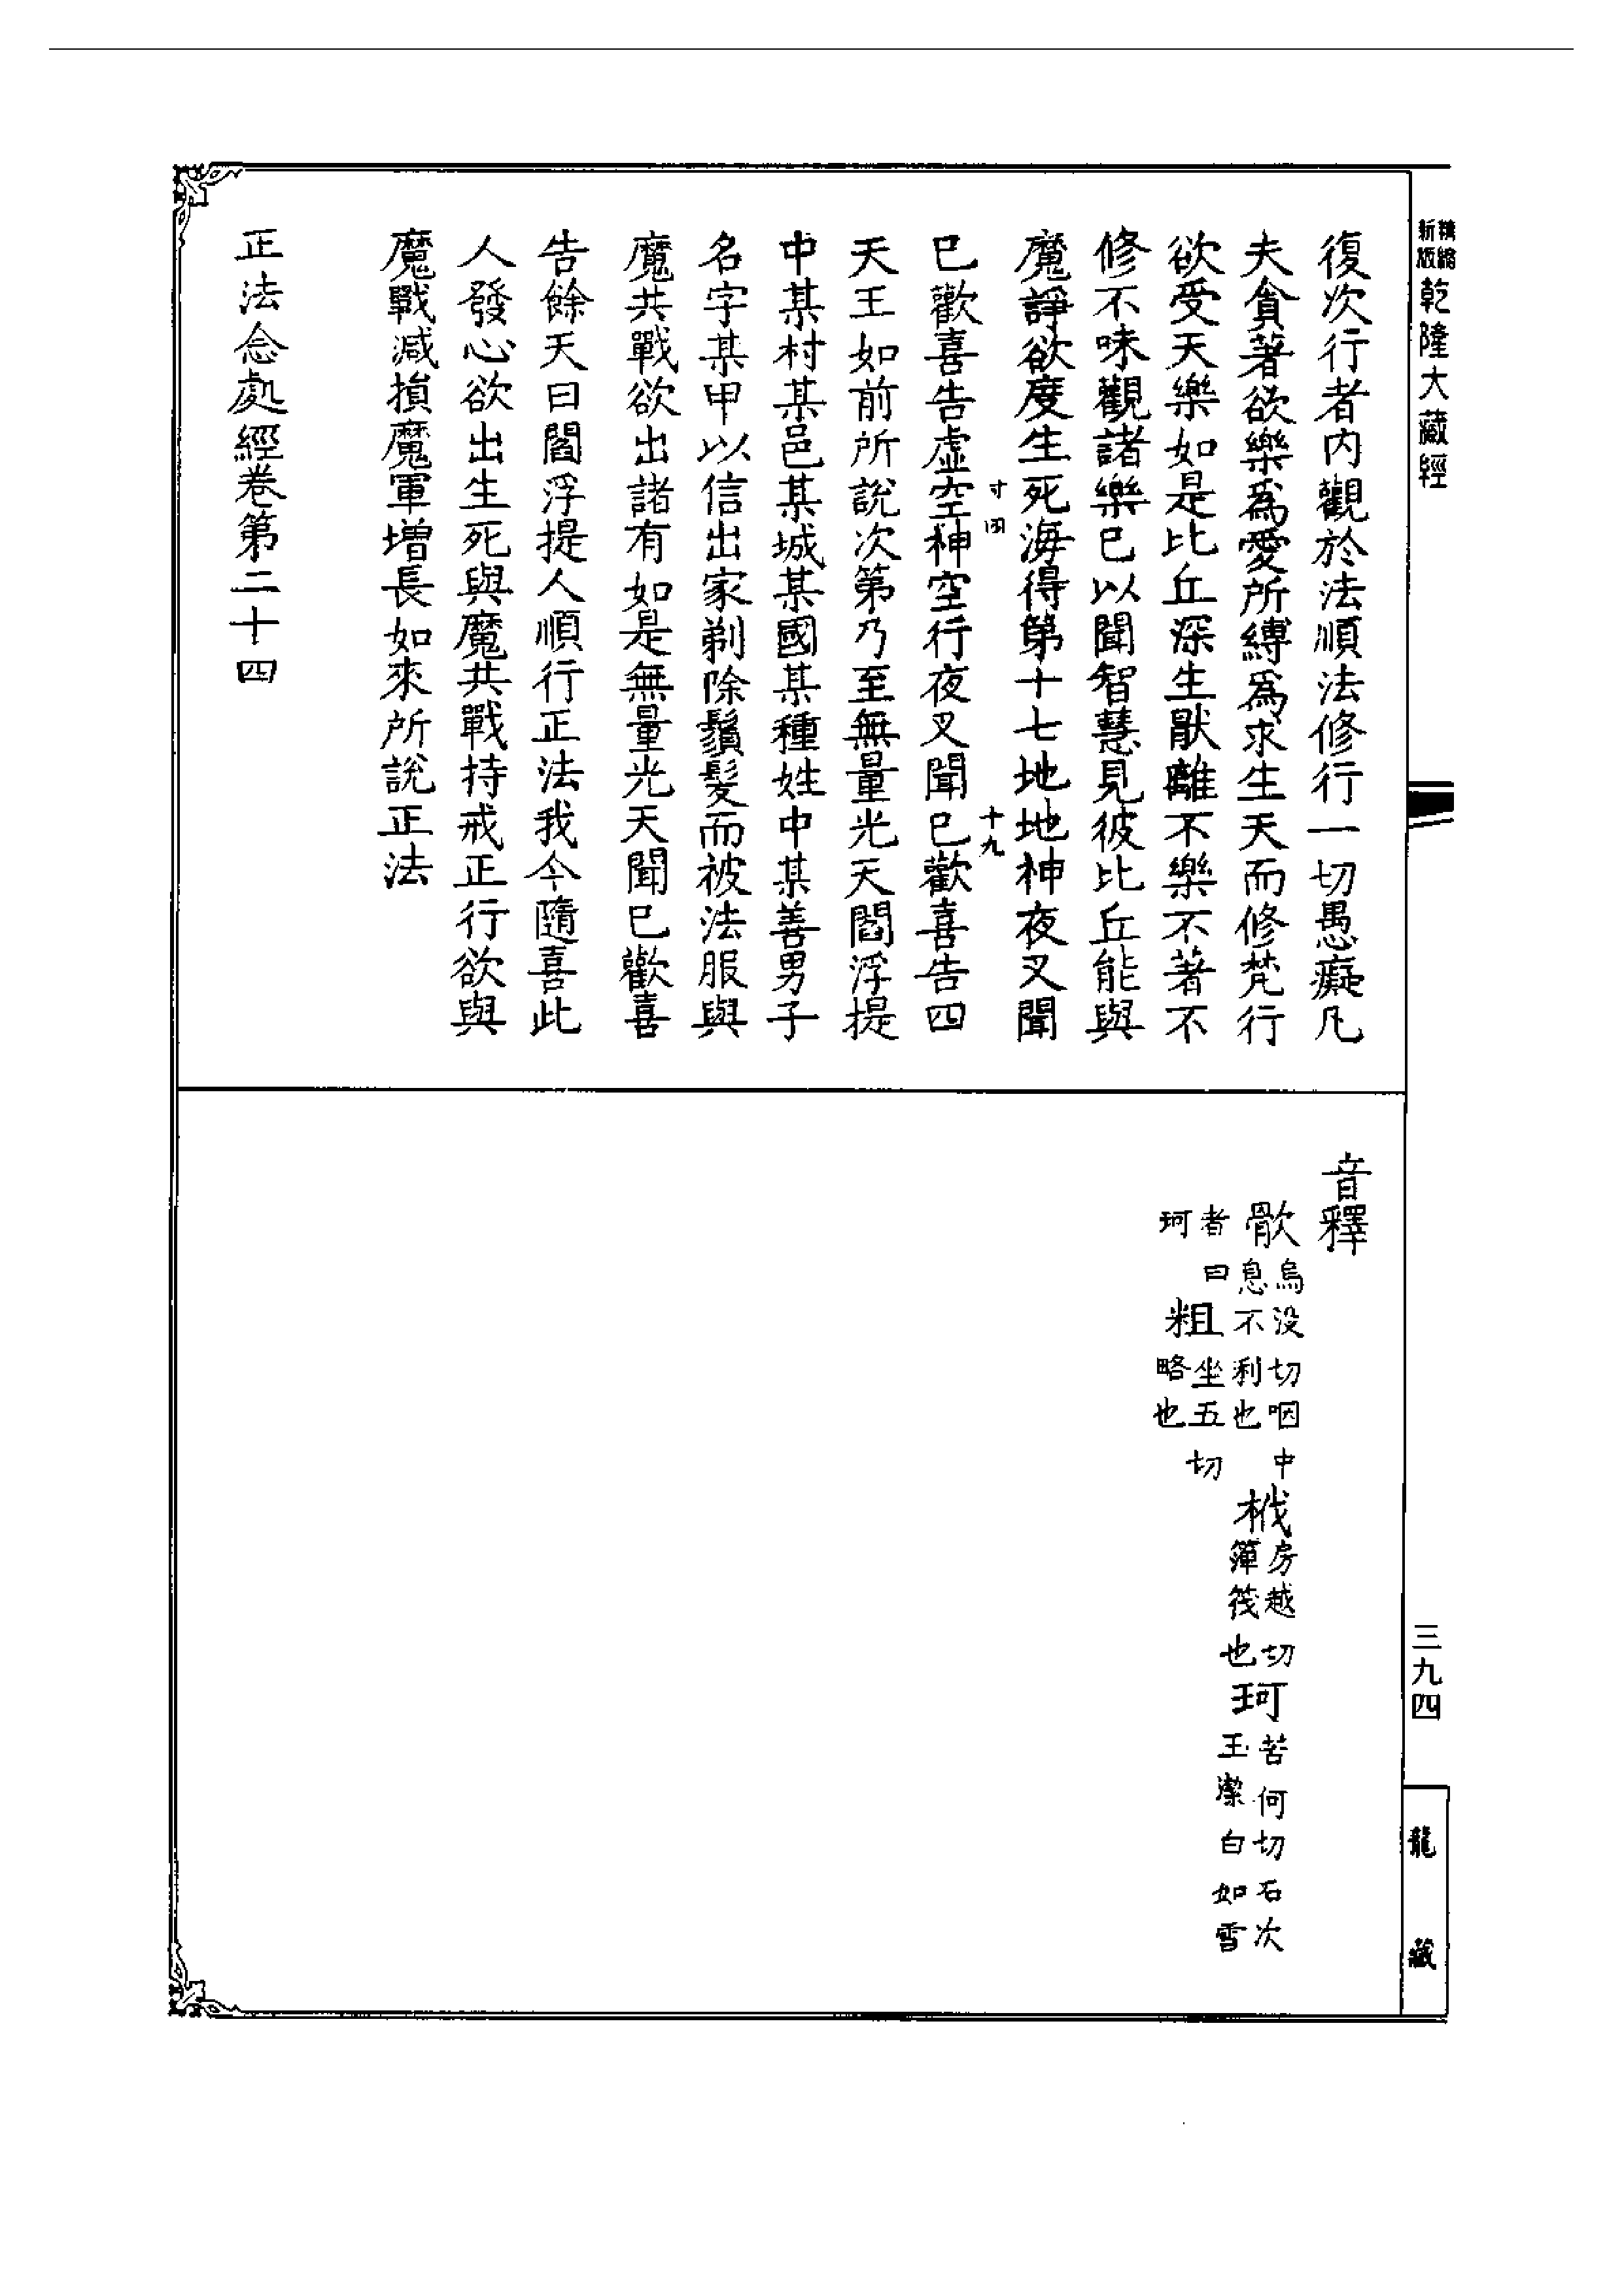 精縮
新版
乾隆大藏經
三九四
龍藏
復次行者內觀於法順法修行一切愚癡凡
夫貪著欲樂為愛所縛為求生天而修梵行
欲受天樂如是比丘深生厭離不樂不著不
修不味觀諸樂已以聞智慧見彼比丘能與
魔諍欲度生死海得第十七地地神夜叉聞
十九
已歡喜告虛空神空行夜叉聞已歡喜告四
天王如前所說次第乃至無量光天閻浮提
中某村某邑某城某國某種姓中某善男子
名字某甲以信出家剃除鬚髮而被法服與
魔共戰欲出諸有如是無量光天聞已歡喜
告餘天曰閻浮提人順行正法我今隨喜此
人發心欲出生死與魔共戰持戒正行欲與
魔戰減損魔軍增長如來所說正法
正法念處經卷第二十四
音釋
烏没切咽中
息不利也
栰
房越切
簰筏也
珂
苦何切石次
玉潔白如雪
者曰
珂
粗
坐五切
略也